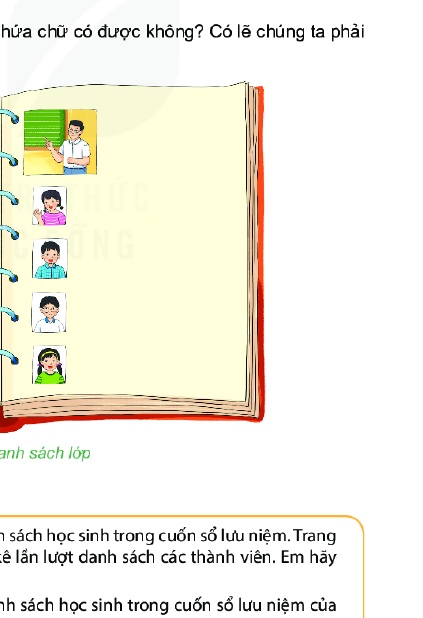 hứa chữ có được không? Có lẽ chúng ta phải
THỨC
SỐNG
anh sách lớp
sách học sinh trong cuốn sổ lưu niệm. Trang
kê lần lượt danh sách các thành viên. Em hãy
nh sách học sinh trong cuốn sổ lưu niệm của